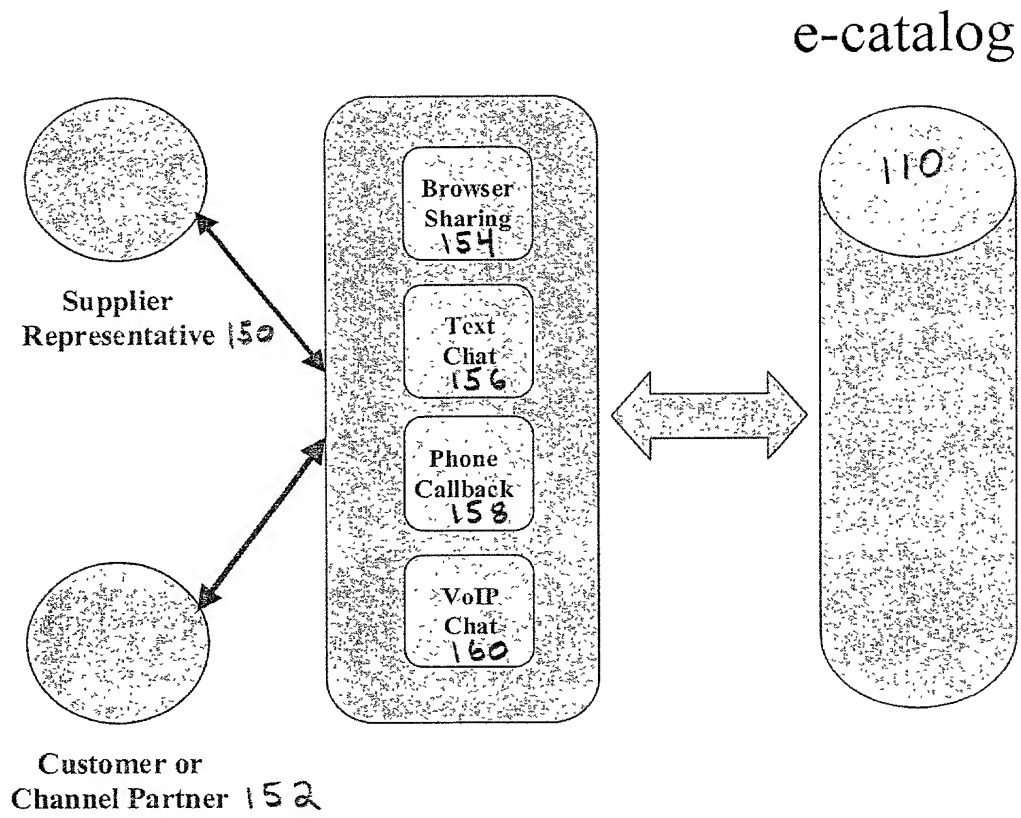 e-catalog
110
Browser
Sharing
154
Supplier
Representative 150
Text
Chat
156
Phone
Callback
158
VoIP
Chat
160
Customer or
Channel Partner 152